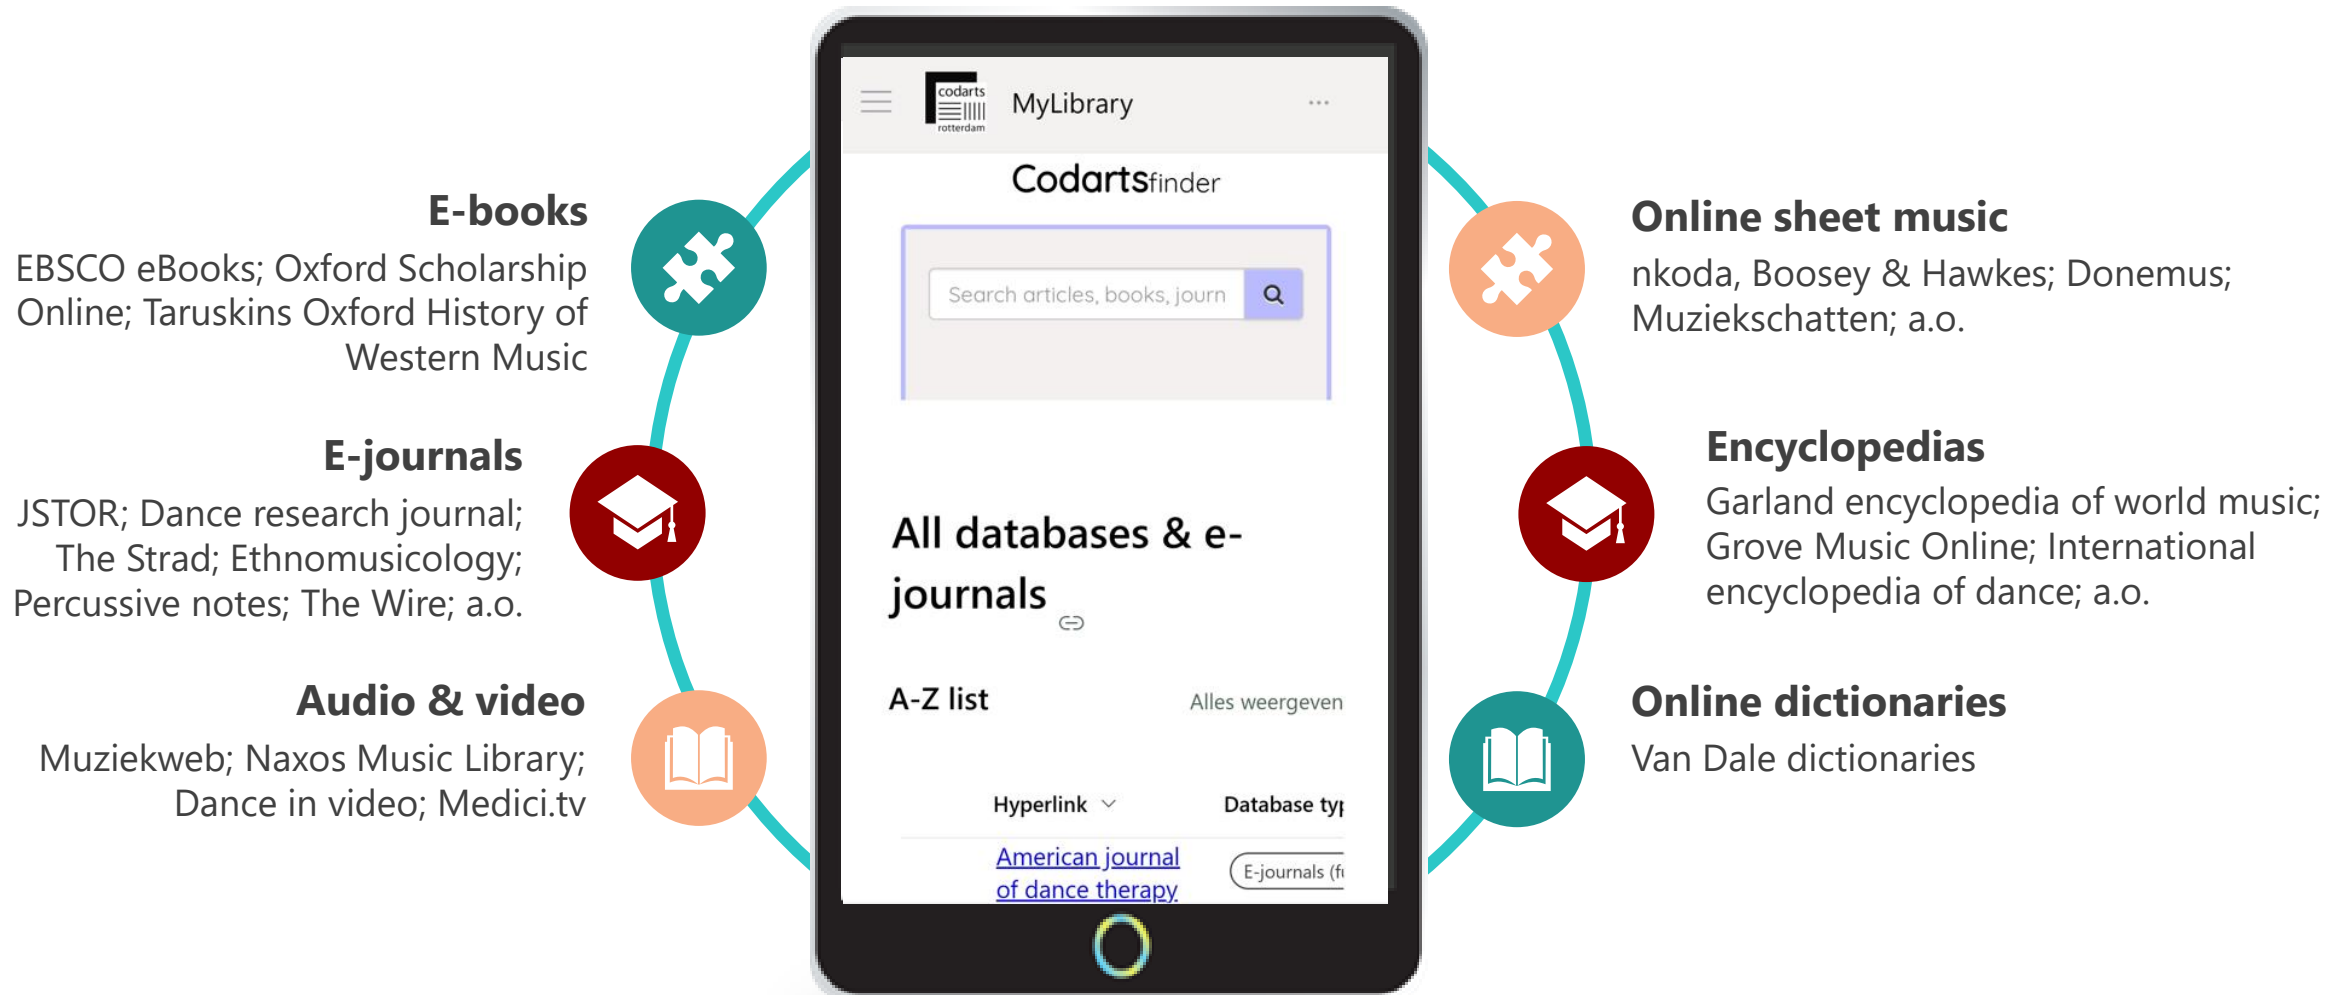 E-books
EBSCO eBooks; Oxford Scholarship
Online; Taruskins Oxford History of
Western Music
E-journals
JSTOR; Dance research journal;
The Strad; Ethnomusicology;
Percussive notes; The Wire; a.o.
Audio & video
Muziekweb; Naxos Music Library;
Dance in video; Medici.tv
codarts
rotterdam
MyLibrary
...
Codartsfinder
Search articles, books, journ
All databases & e-
journals
A-Z list
Alles weergeven
Hyperlink
Database typ
American journal
of dance therapy
E-journals (fu
Online sheet music
nkoda, Boosey & Hawkes; Donemus;
Muziekschatten; a.o.
Encyclopedias
Garland encyclopedia of world music;
Grove Music Online; International
encyclopedia of dance; a.o.
Online dictionaries
Van Dale dictionaries